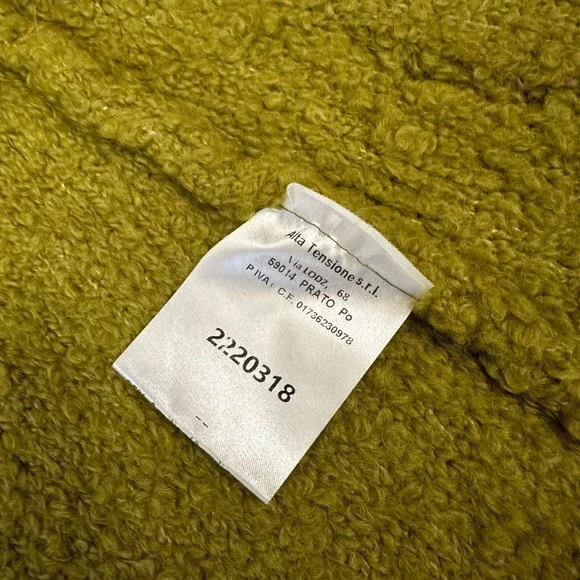 Alta Tensione s.r.l.
Via LODZ, 68
59014 PRATO Po
P.IVA e C.F. 01736230978
2220318
--